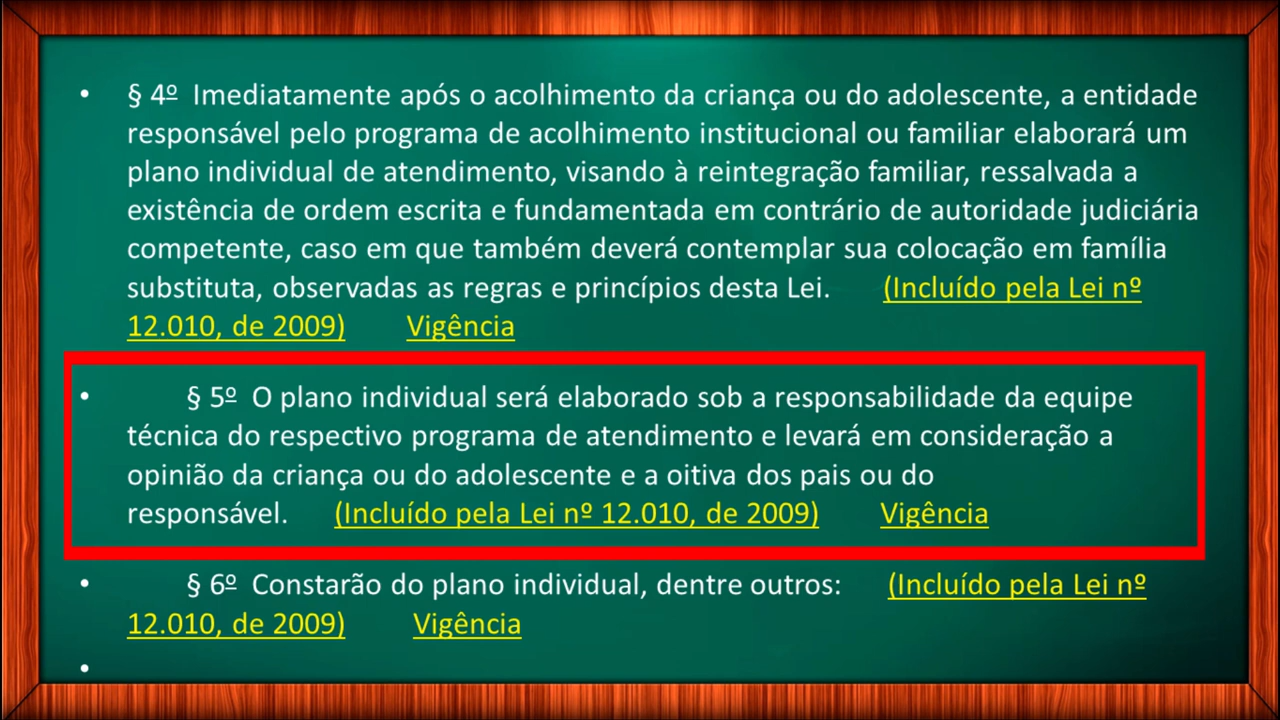 • § 4º Imediatamente após o acolhimento da criança ou do adolescente, a entidade
responsável pelo programa de acolhimento institucional ou familiar elaborará um
plano individual de atendimento, visando à reintegração familiar, ressalvada a
existência de ordem escrita e fundamentada em contrário de autoridade judiciária
competente, caso em que também deverá contemplar sua colocação em família
substituta, observadas as regras e princípios desta Lei. (Incluído pela Lei nº
12.010, de 2009) Vigência
• § 5º O plano individual será elaborado sob a responsabilidade da equipe
técnica do respectivo programa de atendimento e levará em consideração a
opinião da criança ou do adolescente e a oitiva dos pais ou do
responsável. (Incluído pela Lei nº 12.010, de 2009) Vigência
• § 6º Constarão do plano individual, dentre outros: (Incluído pela Lei nº
12.010, de 2009) Vigência
•